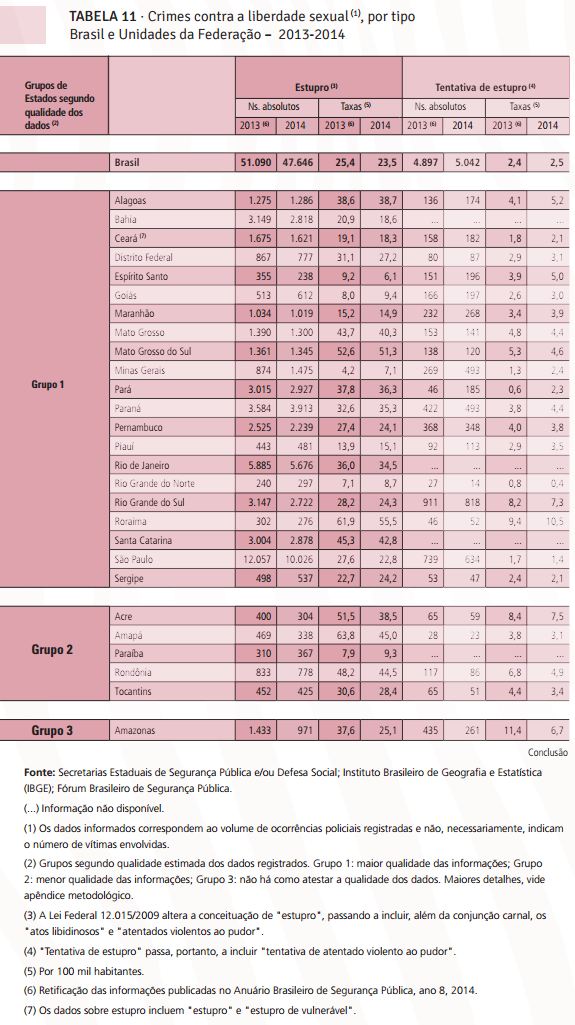 TABELA 11 · Crimes contra a liberdade sexual (1), por tipo
Brasil e Unidades da Federação – 2013-2014
Grupos de Estados segundo qualidade dos dados (2) Estupro (3) Tentativa de estupro (4)
Ns. absolutos Taxas (5) Ns. absolutos Taxas (5)
2013 (6) 2014 2013 (6) 2014 2013 (6) 2014 2013 (6) 2014
Brasil 51.090 47.646 25,4 23,5 4.897 5.042 2,4 2,5
Grupo 1
Alagoas 1.275 1.286 38,6 38,7 136 174 4,1 5,2
Bahia 3.149 2.818 20,9 18,6 ... ... ... ...
Ceará (7) 1.675 1.621 19,1 18,3 158 182 1,8 2,1
Distrito Federal 867 777 31,1 27,2 80 87 2,9 3,1
Espírito Santo 355 238 9,2 6,1 151 196 3,9 5,0
Goiás 513 612 8,0 9,4 166 197 2,6 3,0
Maranhão 1.034 1.019 15,2 14,9 232 268 3,4 3,9
Mato Grosso 1.390 1.300 43,7 40,3 153 141 4,8 4,4
Mato Grosso do Sul 1.361 1.345 52,6 51,3 138 120 5,3 4,6
Minas Gerais 874 1.475 4,2 7,1 269 493 1,3 2,4
Pará 3.015 2.927 37,8 36,3 46 185 0,6 2,3
Paraná 3.584 3.913 32,6 35,3 422 493 3,8 4,4
Pernambuco 2.525 2.239 27,4 24,1 368 348 4,0 3,8
Piauí 443 481 13,9 15,1 92 113 2,9 3,5
Rio de Janeiro 5.885 5.676 36,0 34,5 ... ... ... ...
Rio Grande do Norte 240 297 7,1 8,7 27 14 0,8 0,4
Rio Grande do Sul 3.147 2.722 28,2 24,3 911 818 8,2 7,3
Roraima 302 276 61,9 55,5 46 52 9,4 10,5
Santa Catarina 3.004 2.878 45,3 42,8 ... ... ... ...
São Paulo 12.057 10.026 27,6 22,8 739 634 1,7 1,4
Sergipe 498 537 22,7 24,2 53 47 2,4 2,1
Grupo 2
Acre 400 304 51,5 38,5 65 59 8,4 7,5
Amapá 469 338 63,8 45,0 28 23 3,8 3,1
Paraíba 310 367 7,9 9,3 ... ... ... ...
Rondônia 833 778 48,2 44,5 117 86 6,8 4,9
Tocantins 452 425 30,6 28,4 65 51 4,4 3,4
Grupo 3 Amazonas 1.433 971 37,6 25,1 435 261 11,4 6,7
Conclusão
Fonte: Secretarias Estaduais de Segurança Pública e/ou Defesa Social; Instituto Brasileiro de Geografia e Estatística
(IBGE); Fórum Brasileiro de Segurança Pública.
(...) Informação não disponível.
(1) Os dados informados correspondem ao volume de ocorrências policiais registradas e não, necessariamente, indicam
o número de vítimas envolvidas.
(2) Grupos segundo qualidade estimada dos dados registrados. Grupo 1: maior qualidade das informações; Grupo
2: menor qualidade das informações; Grupo 3: não há como atestar a qualidade dos dados. Maiores detalhes, vide
apêndice metodológico.
(3) A Lei Federal 12.015/2009 altera a conceituação de "estupro", passando a incluir, além da conjunção carnal, os
"atos libidinosos" e "atentados violentos ao pudor".
(4) "Tentativa de estupro" passa, portanto, a incluir "tentativa de atentado violento ao pudor".
(5) Por 100 mil habitantes.
(6) Retificação das informações publicadas no Anuário Brasileiro de Segurança Pública, ano 8, 2014.
(7) Os dados sobre estupro incluem "estupro" e "estupro de vulnerável".